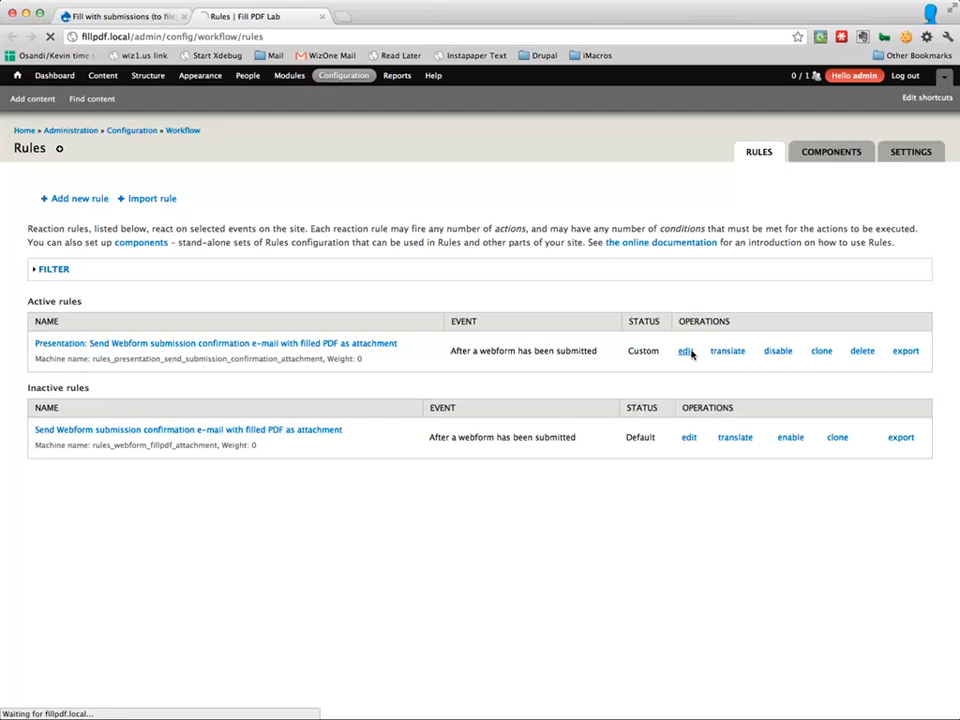 Fill with submissions (to file
Rules | Fill PDF Lab
fillpdf.local/admin/config/workflow/rules
Osandi/Kevin time
wiz1.us link
Start Xdebug
Mail
WizOne Mail
Read Later
Instapaper Text
Drupal
iMacros
Other Bookmarks
Dashboard
Content
Structure
Appearance
People
Modules
Configuration
Reports
Help
0 / 1
Hello admin
Log out
Add content
Find content
Edit shortcuts
Home » Administration » Configuration » Workflow
Rules
RULES
COMPONENTS
SETTINGS
+ Add new rule
+ Import rule
Reaction rules, listed below, react on selected events on the site. Each reaction rule may fire any number of actions, and may have any number of conditions that must be met for the actions to be executed.
You can also set up components – stand-alone sets of Rules configuration that can be used in Rules and other parts of your site. See the online documentation for an introduction on how to use Rules.
FILTER
Active rules
NAME
EVENT
STATUS
OPERATIONS
Presentation: Send Webform submission confirmation e-mail with filled PDF as attachment
Machine name: rules_presentation_send_submission_confirmation_attachment, Weight: 0
After a webform has been submitted
Custom
edit
translate
disable
clone
delete
export
Inactive rules
NAME
EVENT
STATUS
OPERATIONS
Send Webform submission confirmation e-mail with filled PDF as attachment
Machine name: rules_webform_fillpdf_attachment, Weight: 0
After a webform has been submitted
Default
edit
translate
enable
clone
export
Waiting for fillpdf.local...